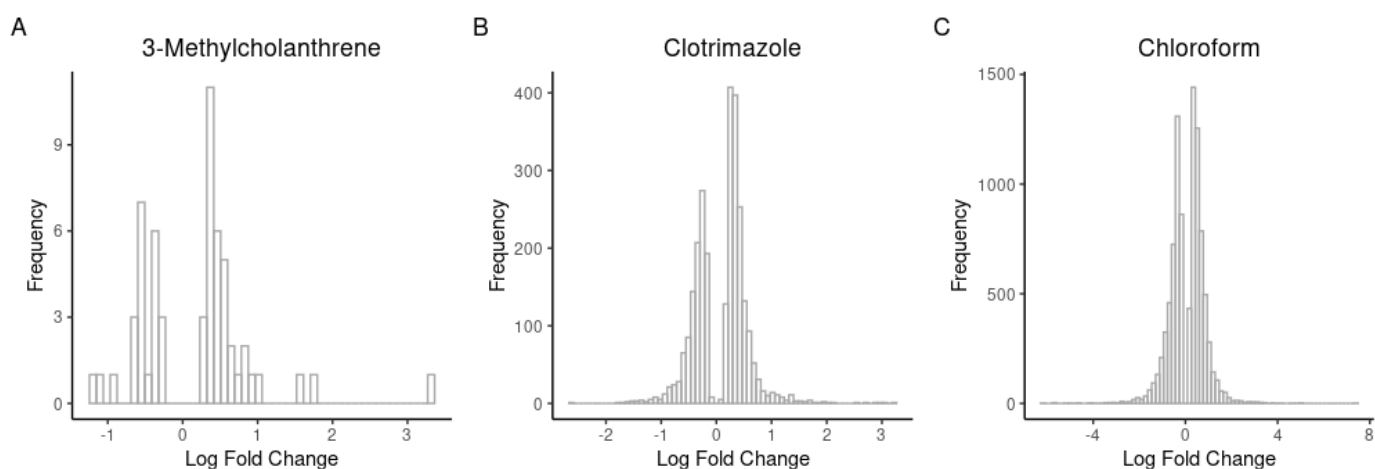 A
3-Methylcholanthrene
Frequency
9
6
3
0
-1 0 1 2 3
Log Fold Change
B
Clotrimazole
Frequency
400
300
200
100
0
-2 -1 0 1 2 3
Log Fold Change
C
Chloroform
Frequency
1500
1000
500
0
-4 0 4 8
Log Fold Change